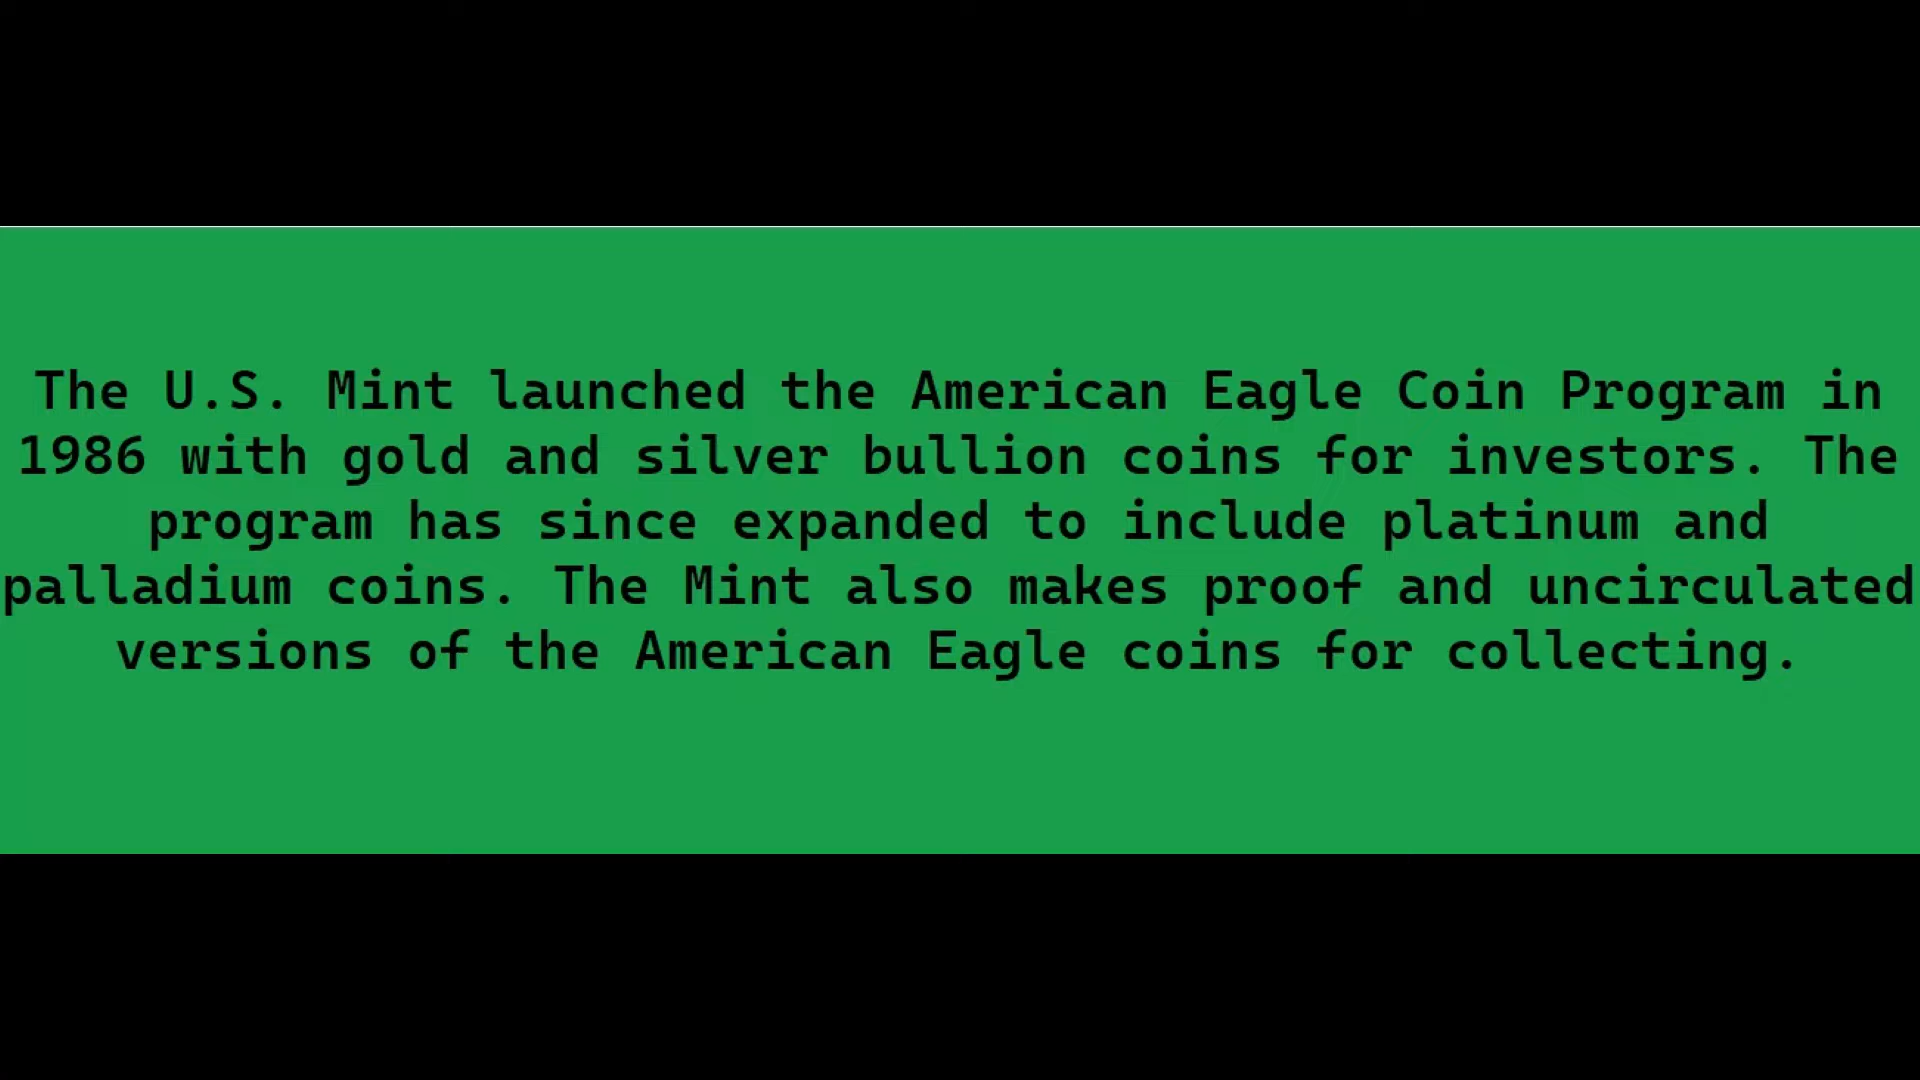 The U.S. Mint launched the American Eagle Coin Program in
1986 with gold and silver bullion coins for investors. The
program has since expanded to include platinum and
palladium coins. The Mint also makes proof and uncirculated
versions of the American Eagle coins for collecting.